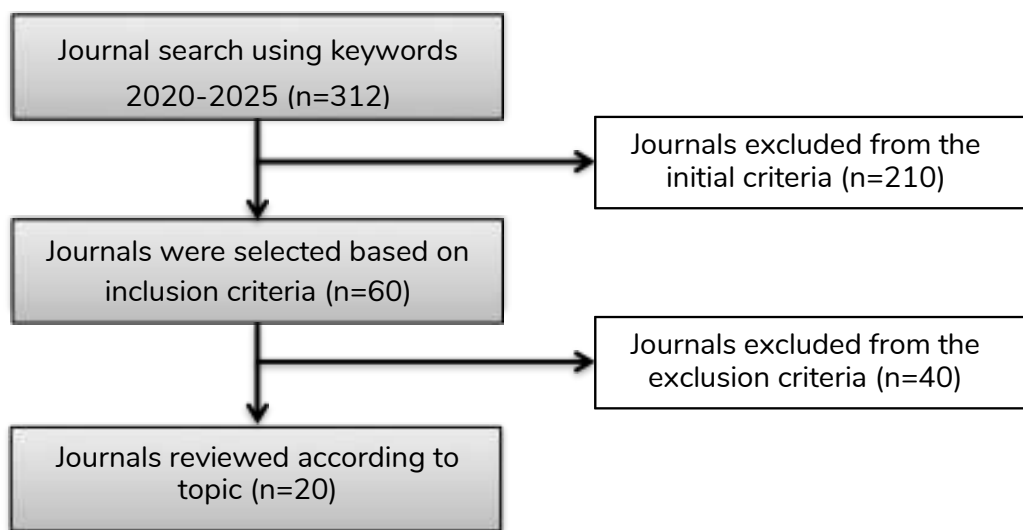 Journal search using keywords
2020-2025 (n=312)
Journals excluded from the
initial criteria (n=210)
Journals were selected based on
inclusion criteria (n=60)
Journals excluded from the
exclusion criteria (n=40)
Journals reviewed according to
topic (n=20)